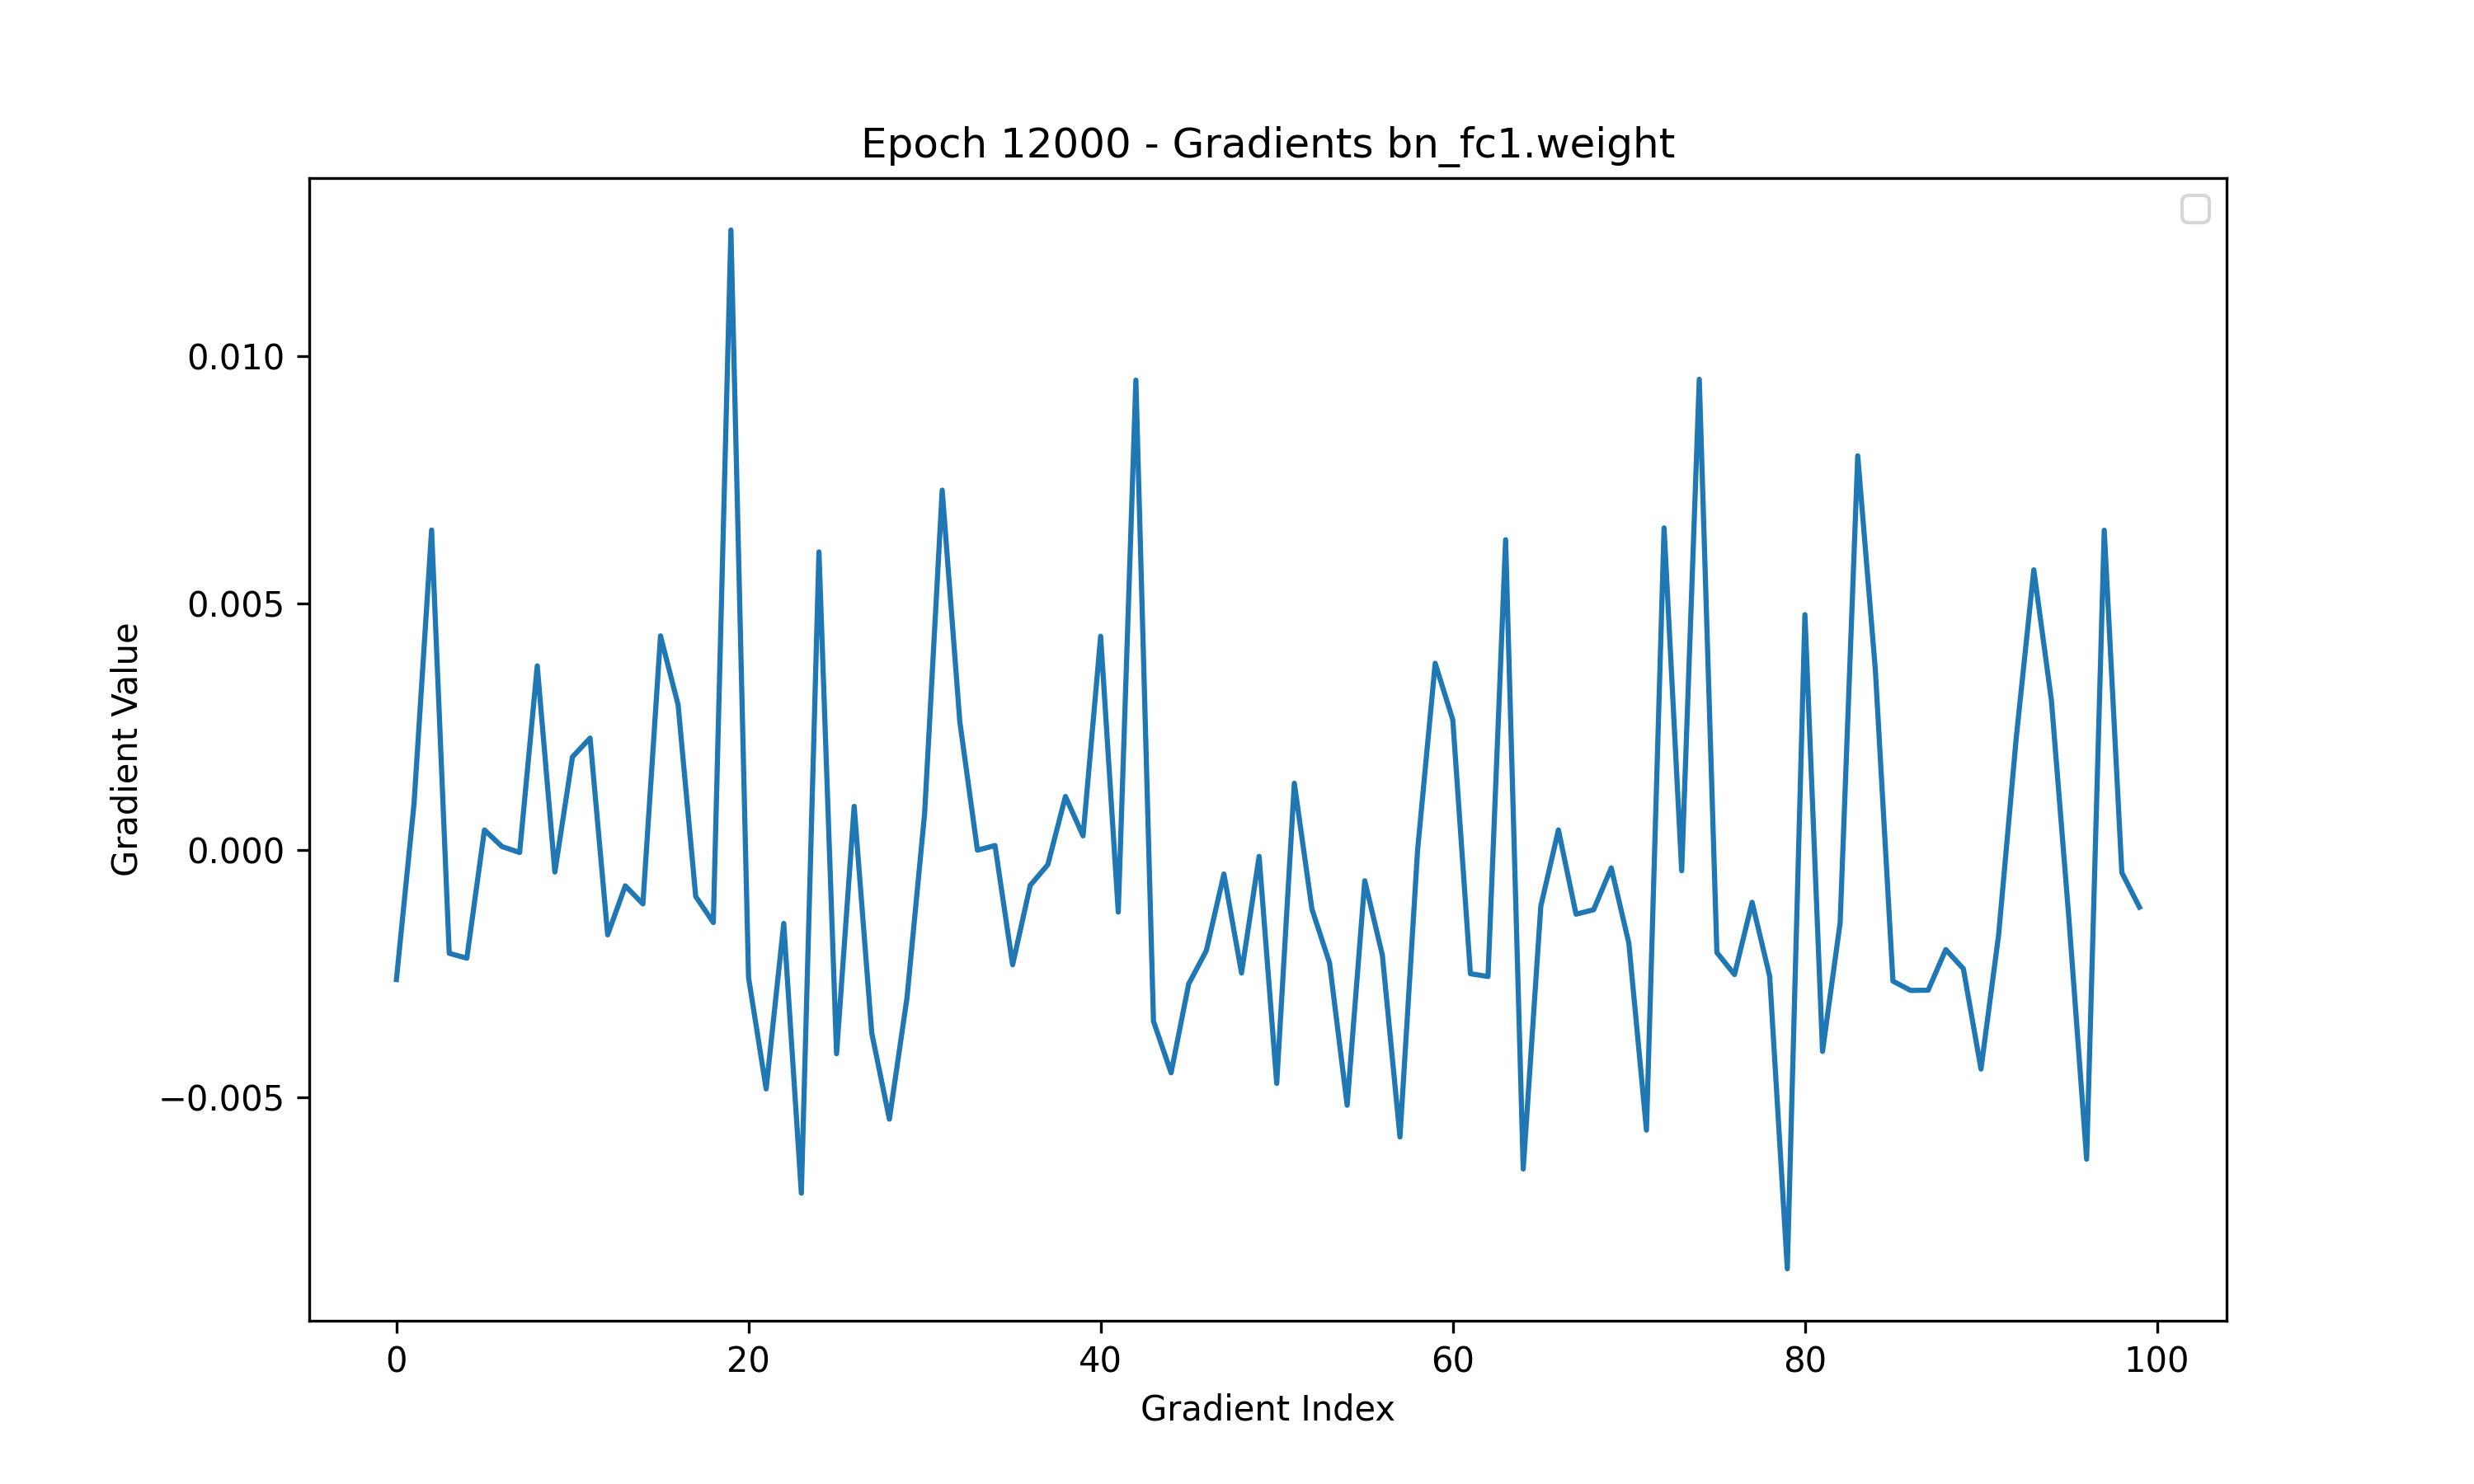 Epoch 12000 - Gradients bn_fc1.weight
Gradient Value
0.010
0.005
0.000
−0.005
0 20 40 60 80 100
Gradient Index